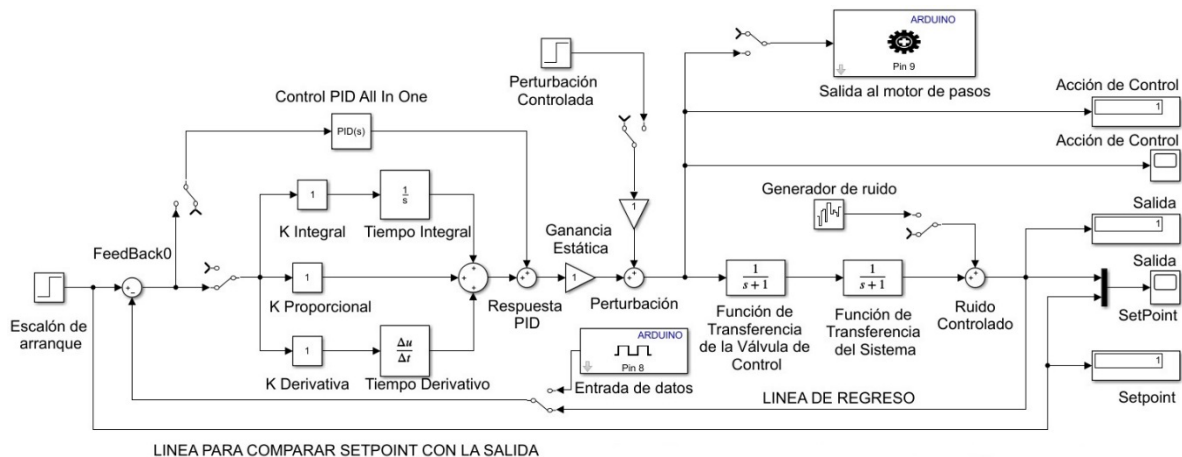 ARDUINO
Pin 9
Salida al motor de pasos
Perturbación
Controlada
Control PID All In One
PID(s)
Acción de Control
1
Acción de Control
Generador de ruido
Salida
1
1
1
s
1
K Integral
Tiempo Integral
Ganancia
Estática
1
FeedBack0
Escalón de
arranque
1
K Proporcional
Respuesta
PID
1
Perturbación
1
s + 1
Función de
Transferencia
de la Válvula de
Control
1
s + 1
Función de
Transferencia
del Sistema
Ruido
Controlado
Salida
SetPoint
1
K Derivativa
Δu
Δt
Tiempo Derivativo
ARDUINO
Pin 8
Entrada de datos
1
Setpoint
LINEA DE REGRESO
LINEA PARA COMPARAR SETPOINT CON LA SALIDA